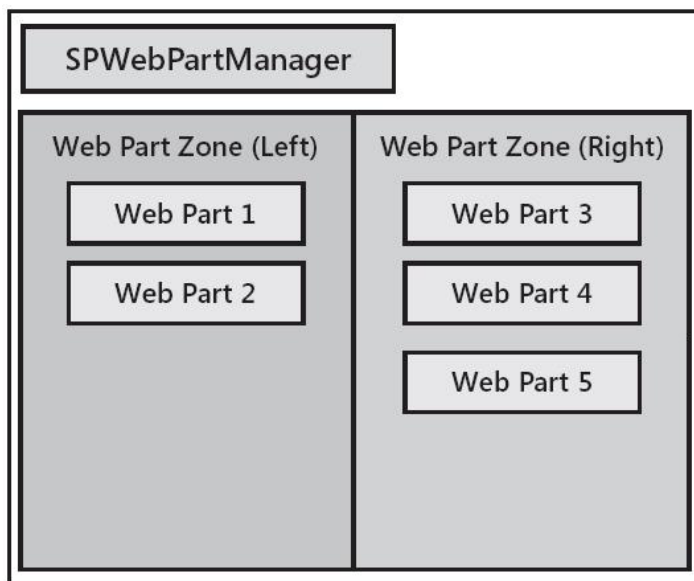 SPWebPartManager
Web Part Zone (Left)
Web Part 1
Web Part 2
Web Part Zone (Right)
Web Part 3
Web Part 4
Web Part 5